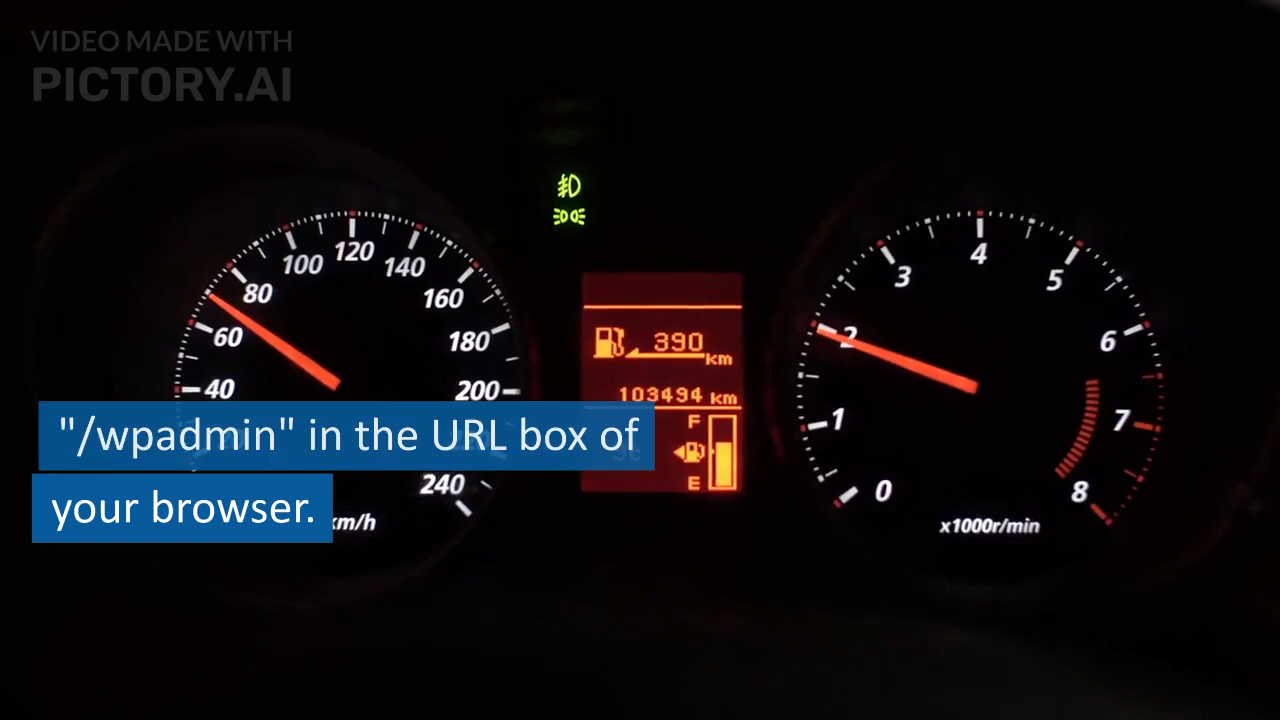 VIDEO MADE WITH
PICTORY.AI
100 120 140
80 160
60 180
40 200
240
km/h
390 km
103494 km
F
E
"/wpadmin" in the URL box of
your browser.
0 1 2 3 4 5 6 7 8
x1000r/min